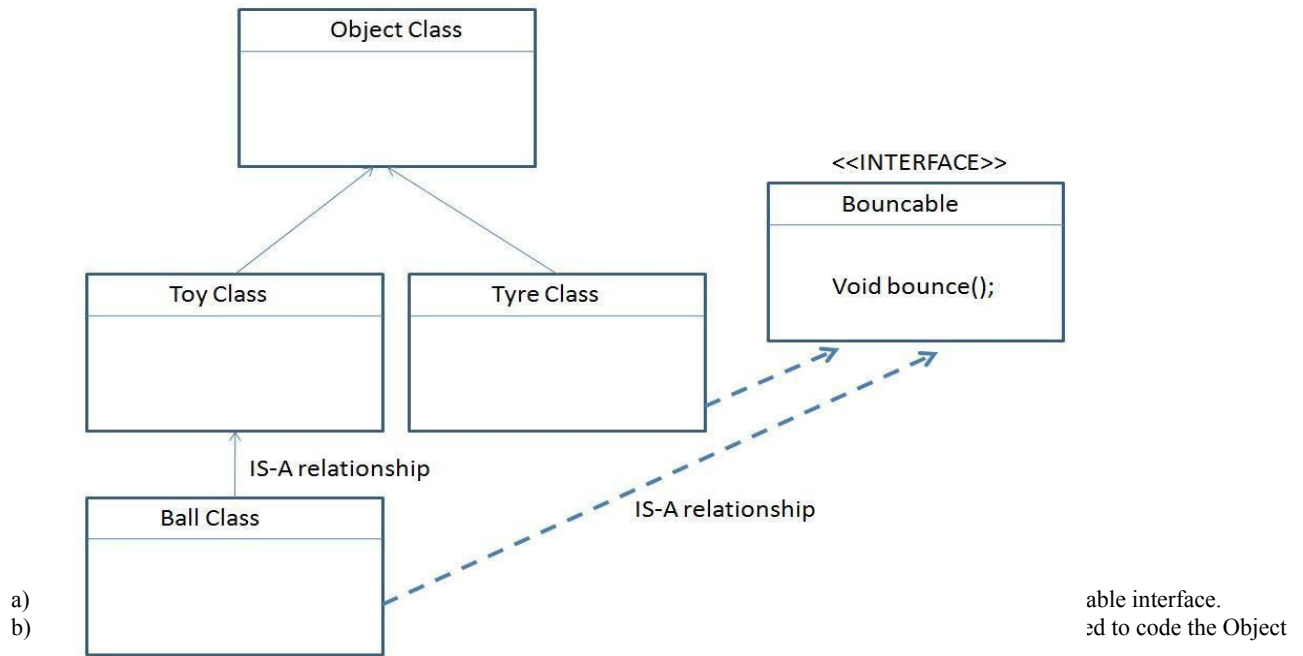 Object Class
<<INTERFACE>>
Bouncable
Void bounce();
Toy Class
Tyre Class
IS-A relationship
Ball Class
IS-A relationship
a) able interface.
b) to code the Object